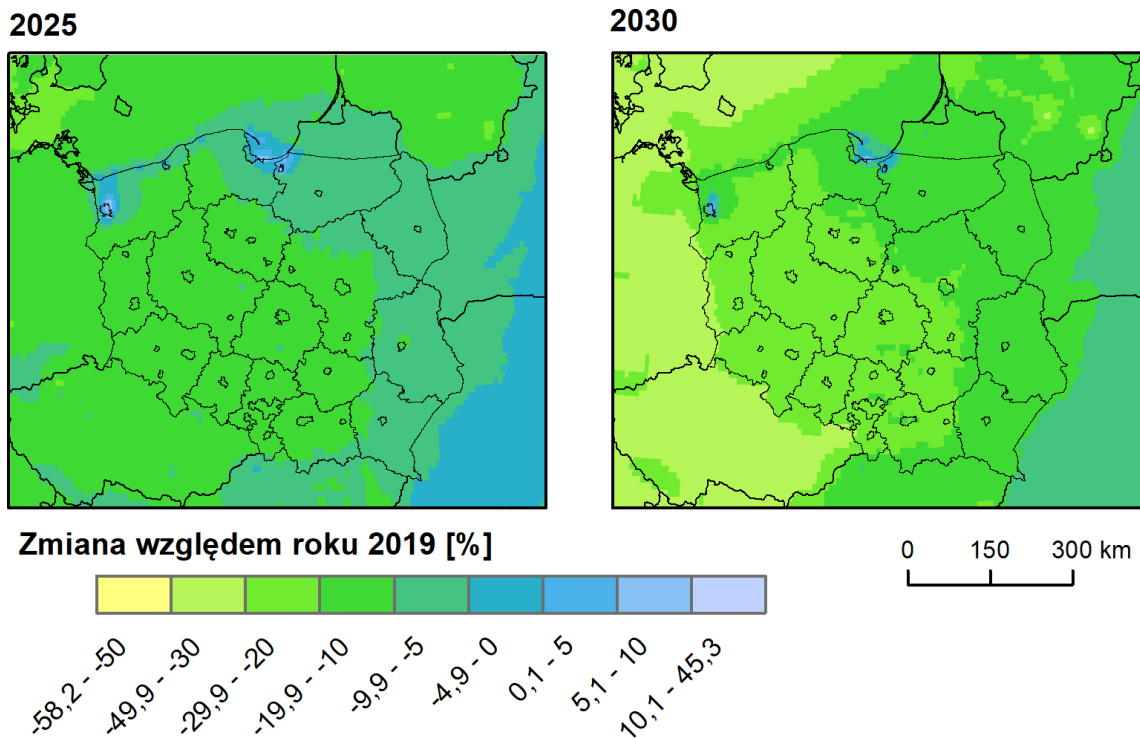 2025
2030
Zmiana względem roku 2019 [%]
0 150 300 km
-58,2 - -50
-49,9 - -30
-29,9 - -20
-19,9 - -10
-9,9 - -5
-4,9 - 0
0,1 - 5
5,1 - 10
10,1 - 45,3